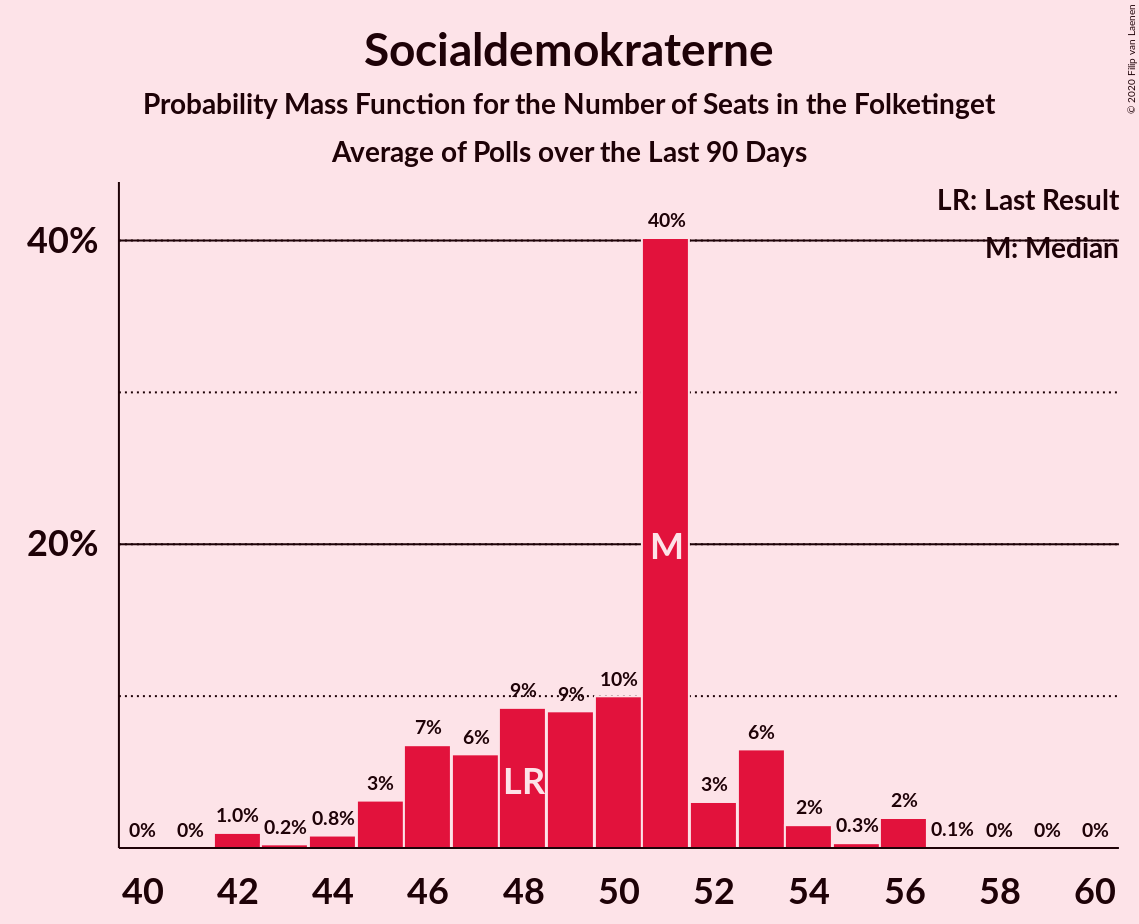 Socialdemokraterne
Probability Mass Function for the Number of Seats in the Folketinget
Average of Polls over the Last 90 Days
© 2020 Filip van Laenen
LR: Last Result
M: Median
40%
20%
0%
0%
1.0%
0.2%
0.8%
3%
7%
6%
9%
9%
10%
40%
3%
6%
2%
0.3%
2%
0.1%
0%
0%
0%
LR
M
40 42 44 46 48 50 52 54 56 58 60